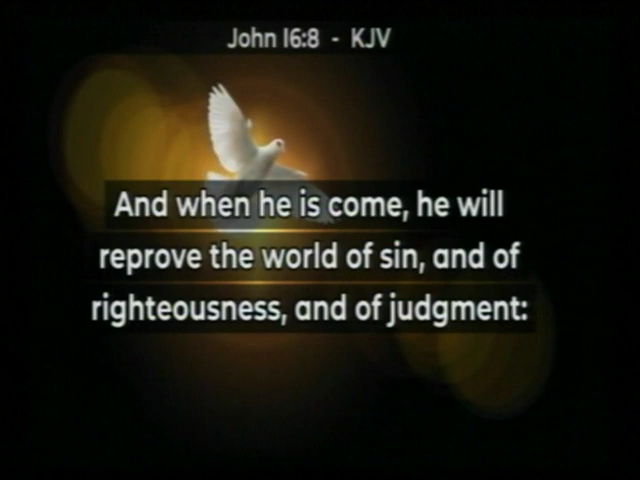 John 16:8 - KJV
And when he is come, he will
reprove the world of sin, and of
righteousness, and of judgment: